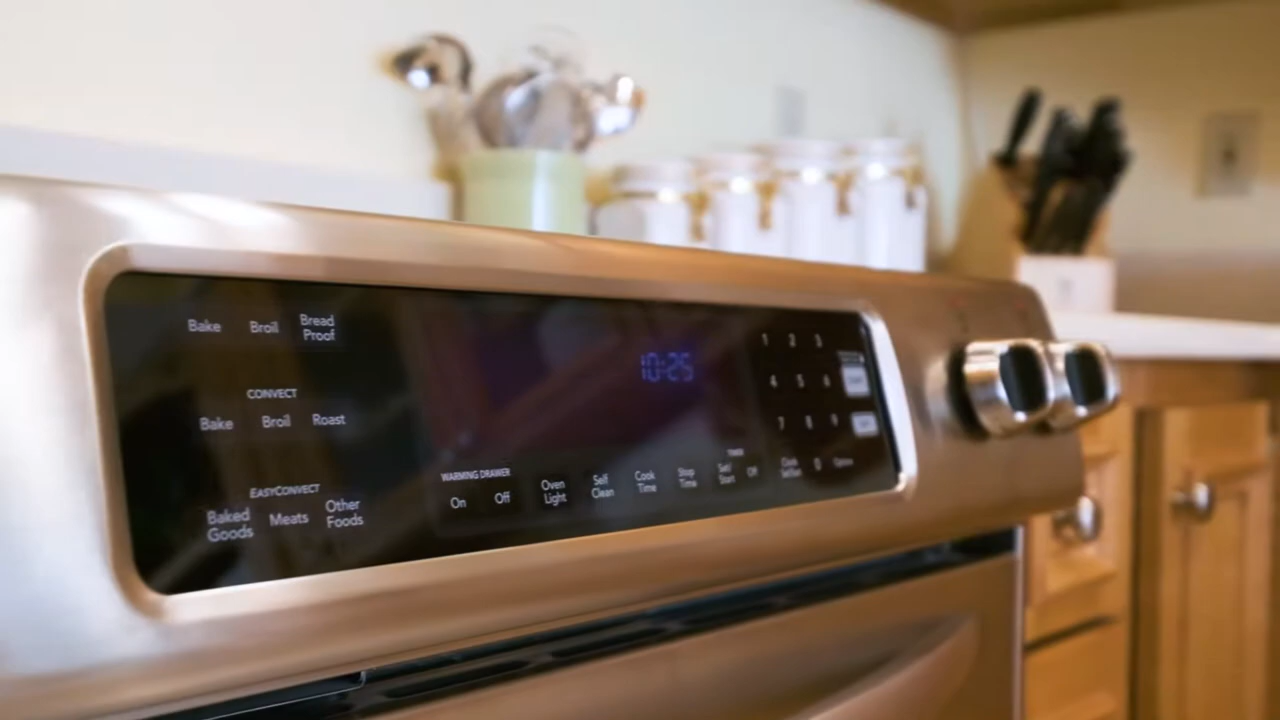 Bake Broil Bread Proof
CONVECT
Bake Broil Roast
EASYCONVECT
Baked Goods Meats Other Foods
10:25
WARMING DRAWER
On Off
Oven Light
Self Clean
Cook Time
Stop Time
TIMER
Set/Start Off
1 2 3
4 5 6
7 8 9
0